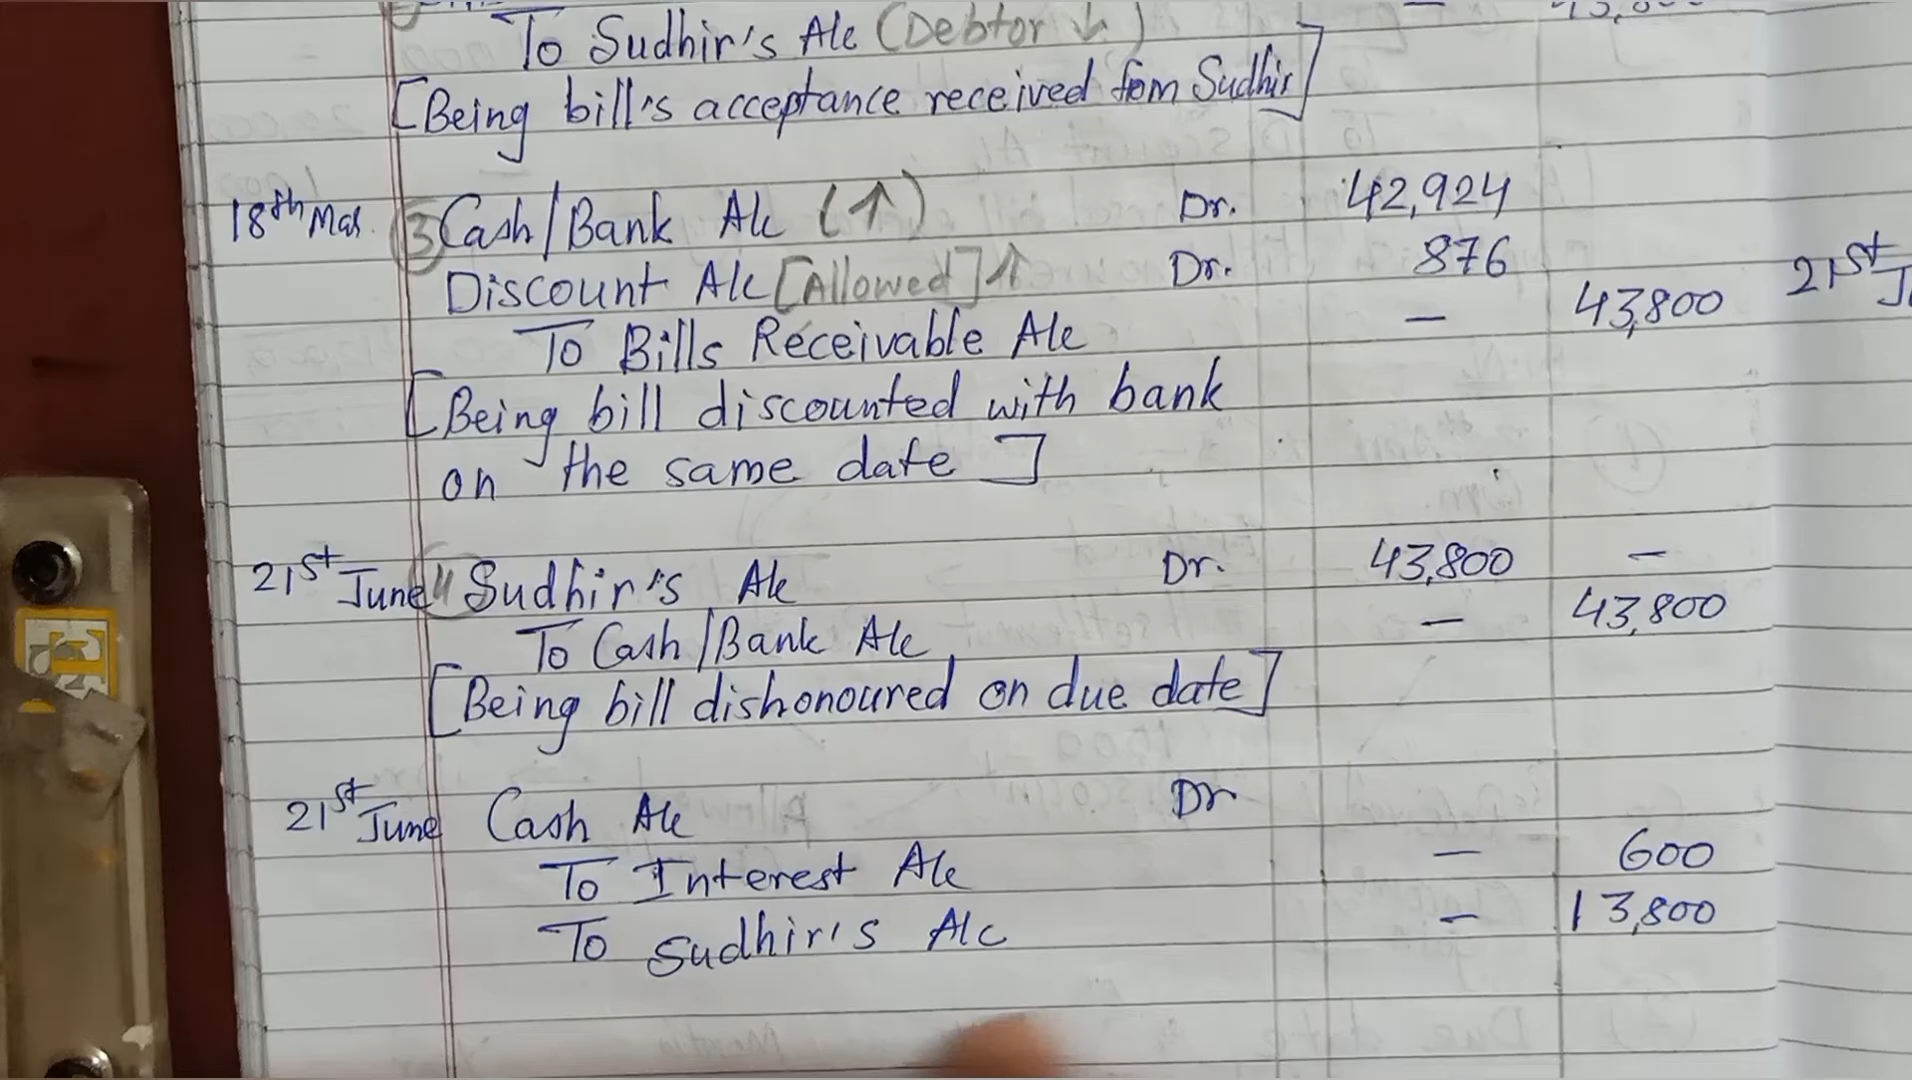 To Sudhir's A/c (Debtor ↓)
[Being bill's acceptance received fom Sudhir]
18th Mar. 3 Cash/Bank A/c (↑) Dr. 42,924
Discount A/c [Allowed]↑ Dr. 876
To Bills Receivable A/c — 43,800
[Being bill discounted with bank
on the same date]
21st June 4 Sudhir's A/c Dr. 43,800 —
To Cash/Bank A/c — 43,800
[Being bill dishonoured on due date]
21st June Cash A/c Dr
To Interest A/c — 600
To Sudhir's A/c — 13,800
21st